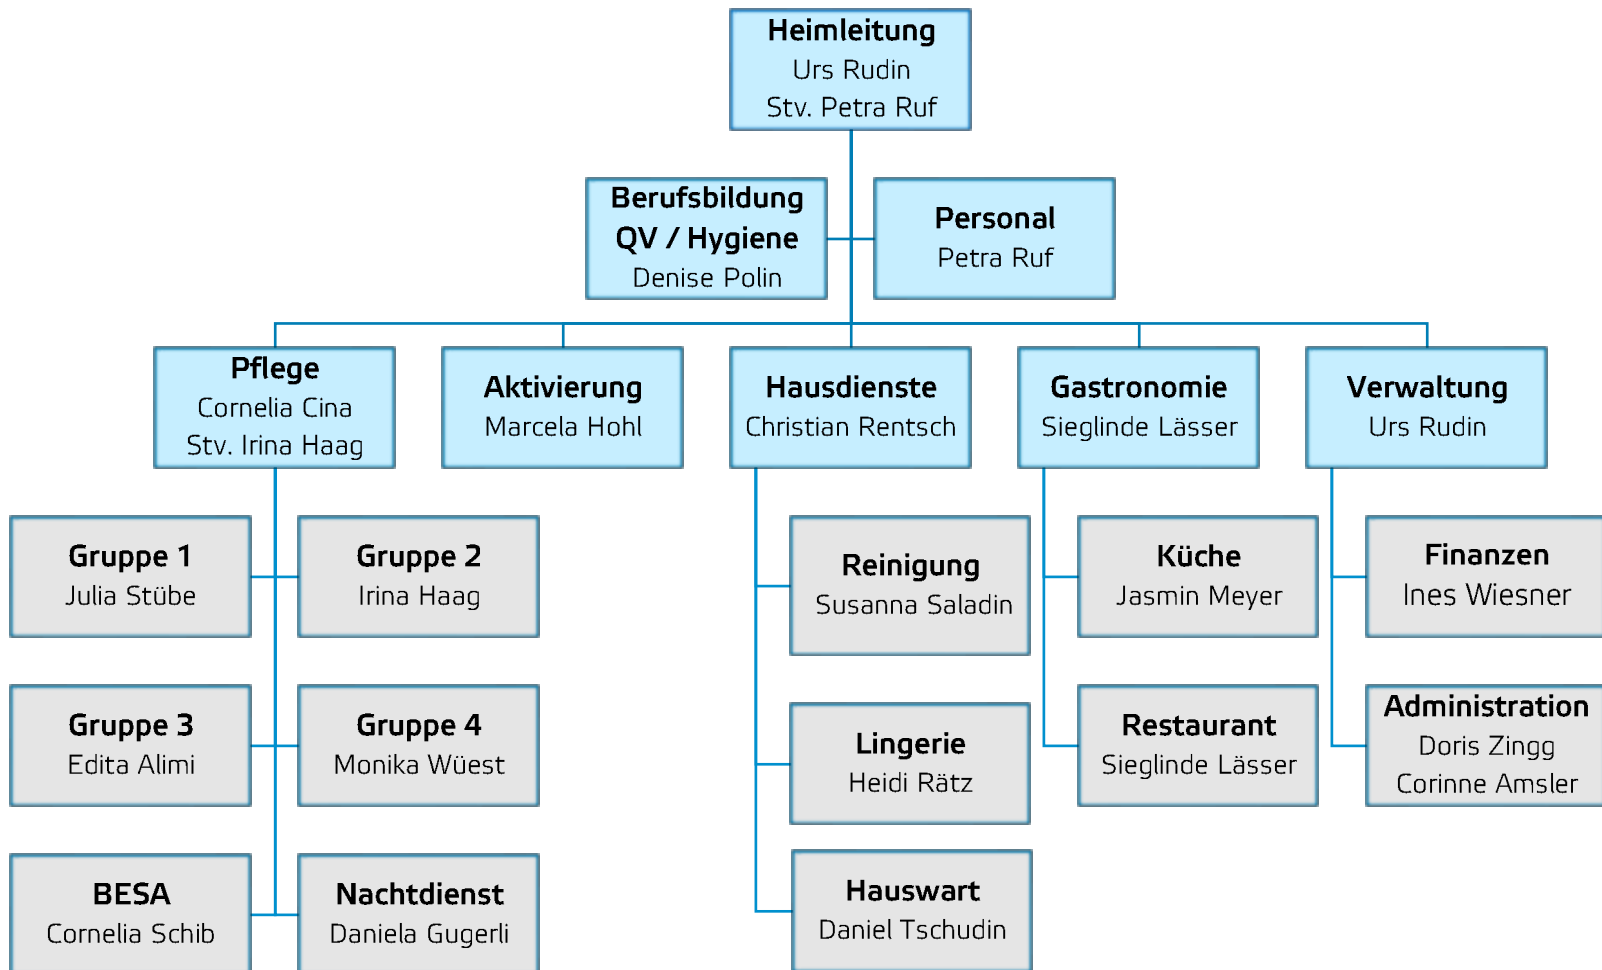 Heimleitung
Urs Rudin
Stv. Petra Ruf
Berufsbildung
QV / Hygiene
Denise Polin
Personal
Petra Ruf
Pflege
Cornelia Cina
Stv. Irina Haag
Aktivierung
Marcela Hohl
Hausdienste
Christian Rentsch
Gastronomie
Sieglinde Lässer
Verwaltung
Urs Rudin
Gruppe 1
Julia Stübe
Gruppe 2
Irina Haag
Reinigung
Susanna Saladin
Küche
Jasmin Meyer
Finanzen
Ines Wiesner
Gruppe 3
Edita Alimi
Gruppe 4
Monika Wüest
Lingerie
Heidi Rätz
Restaurant
Sieglinde Lässer
Administration
Doris Zingg
Corinne Amsler
BESA
Cornelia Schib
Nachtdienst
Daniela Gugerli
Hauswart
Daniel Tschudin